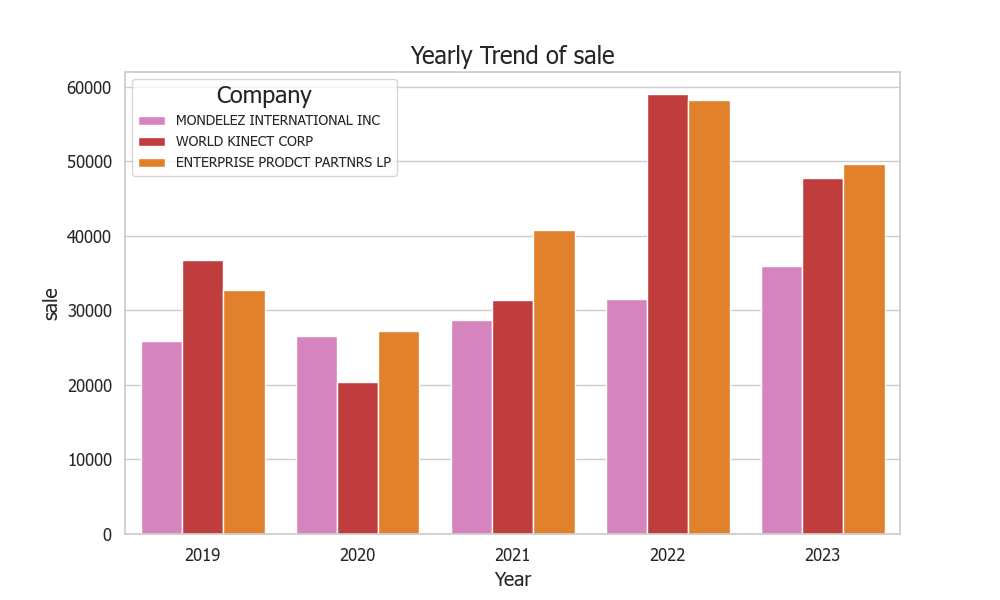 Yearly Trend of sale
60000
50000
40000
30000
20000
10000
0
sale
Company
MONDELEZ INTERNATIONAL INC
WORLD KINECT CORP
ENTERPRISE PRODCT PARTNRS LP
2019 2020 2021 2022 2023
Year